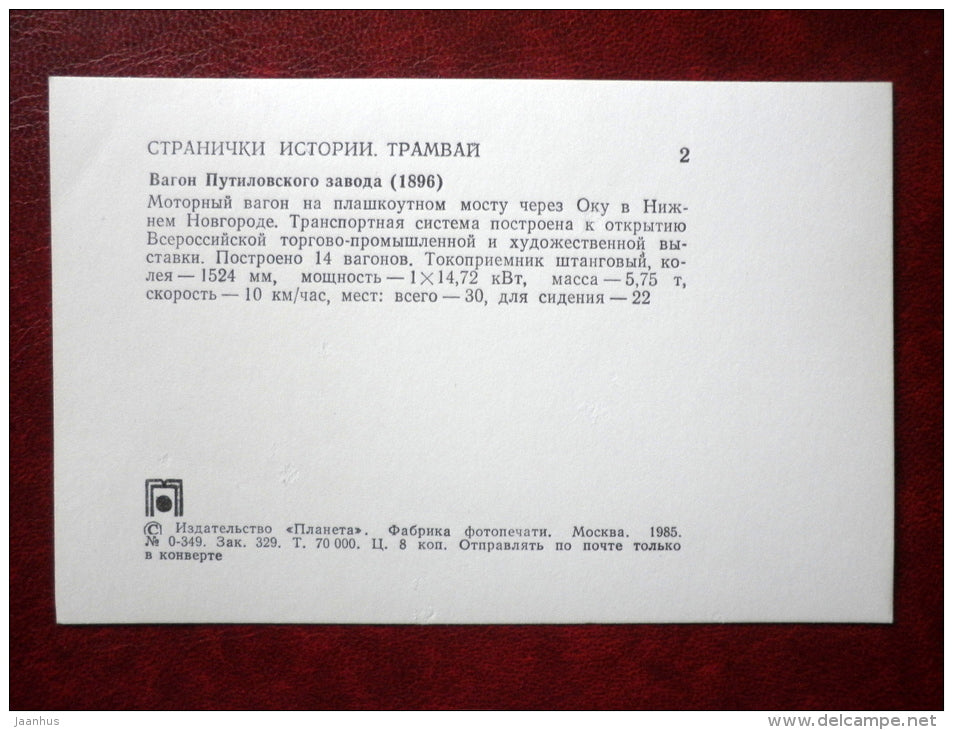 СТРАНИЧКИ ИСТОРИИ. ТРАМВАЙ
2
Вагон Путиловского завода (1896)
Моторный вагон на плашкоутном мосту через Оку в Ниж-
нем Новгороде. Транспортная система построена к открытию
Всероссийской торгово-промышленной и художественной вы-
ставки. Построено 14 вагонов. Токоприемник штанговый, ко-
лея — 1524 мм, мощность — 1×14,72 кВт, масса — 5,75 т,
скорость — 10 км/час, мест: всего — 30, для сидения — 22
© Издательство «Планета». Фабрика фотопечати. Москва. 1985.
№ 0-349. Зак. 329. Т. 70 000. Ц. 8 коп. Отправлять по почте только
в конверте
Jaanhus
www.delcampe.net